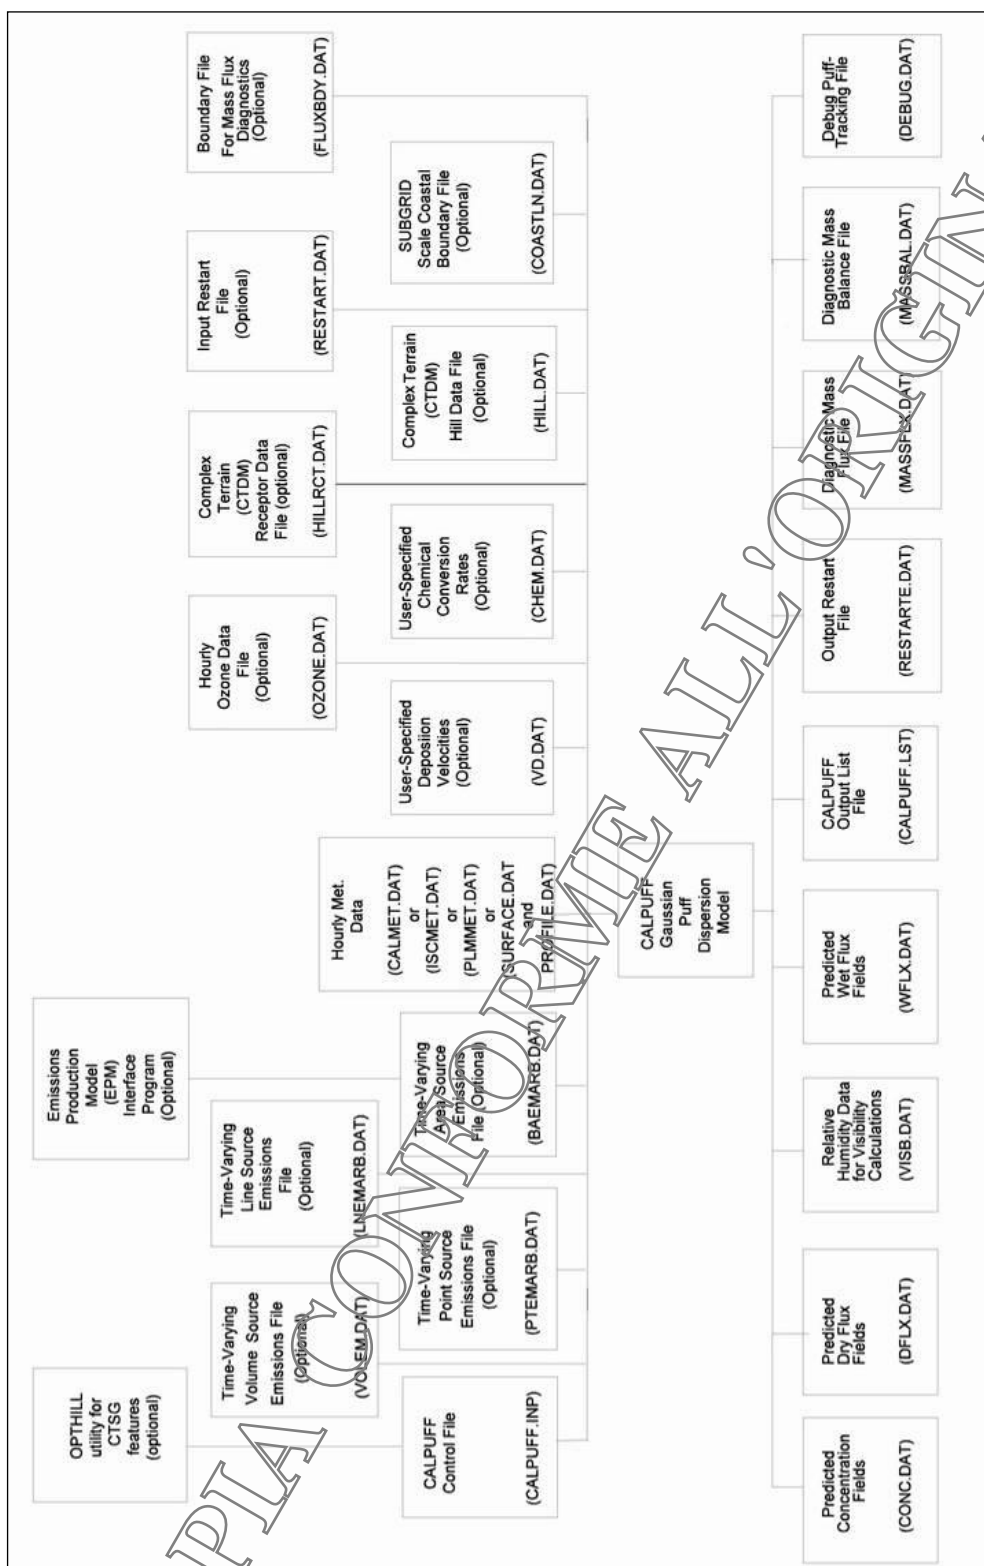 OPTHILL
utility for
CTSG
features
(optional)
Emissions
Production
Model
(EPM)
Interface
Program
(Optional)
Time-Varying
Volume Source
Emissions File
(Optional)
(VOLEM.DAT)
Time-Varying
Line Source
Emissions
File
(Optional)
(LNEMARB.DAT)
Hourly
Ozone Data
File
(Optional)
(OZONE.DAT)
Complex
Terrain
(CTDM)
Receptor Data
File (optional)
(HILLRCT.DAT)
Input Restart
File
(Optional)
(RESTART.DAT)
Boundary File
For Mass Flux
Diagnostics
(Optional)
(FLUXBDY.DAT)
CALPUFF
Control File
(CALPUFF.INP)
Time-Varying
Point Source
Emissions File
(Optional)
(PTEMARB.DAT)
Time-Varying
Area Source
Emissions
File (Optional)
(BAEMARB.DAT)
Hourly Met.
Data
(CALMET.DAT)
or
(ISCMET.DAT)
or
(PLMMET.DAT)
or
(SURFACE.DAT
and
PROFILE.DAT)
User-Specified
Deposiion
Velocities
(Optional)
(VD.DAT)
User-Specified
Chemical
Conversion
Rates
(Optional)
(CHEM.DAT)
Complex Terrain
(CTDM)
Hill Data File
(Optional)
(HILL.DAT)
SUBGRID
Scale Coastal
Boundary File
(Optional)
(COASTLN.DAT)
CALPUFF
Gaussian
Puff
Dispersion
Model
Predicted
Concentration
Fields
(CONC.DAT)
Predicted
Dry Flux
Fields
(DFLX.DAT)
Relative
Humidity Data
for Visibility
Calculations
(VISB.DAT)
Predicted
Wet Flux
Fields
(WFLX.DAT)
CALPUFF
Output List
File
(CALPUFF.LST)
Output Restart
File
(RESTARTE.DAT)
Diagnostic Mass
Flux File
(MASSFLX.DAT)
Diagnostic Mass
Balance File
(MASSBAL.DAT)
Debug Puff-
Tracking File
(DEBUG.DAT)
PIA CONFORME ALL'ORIGIN